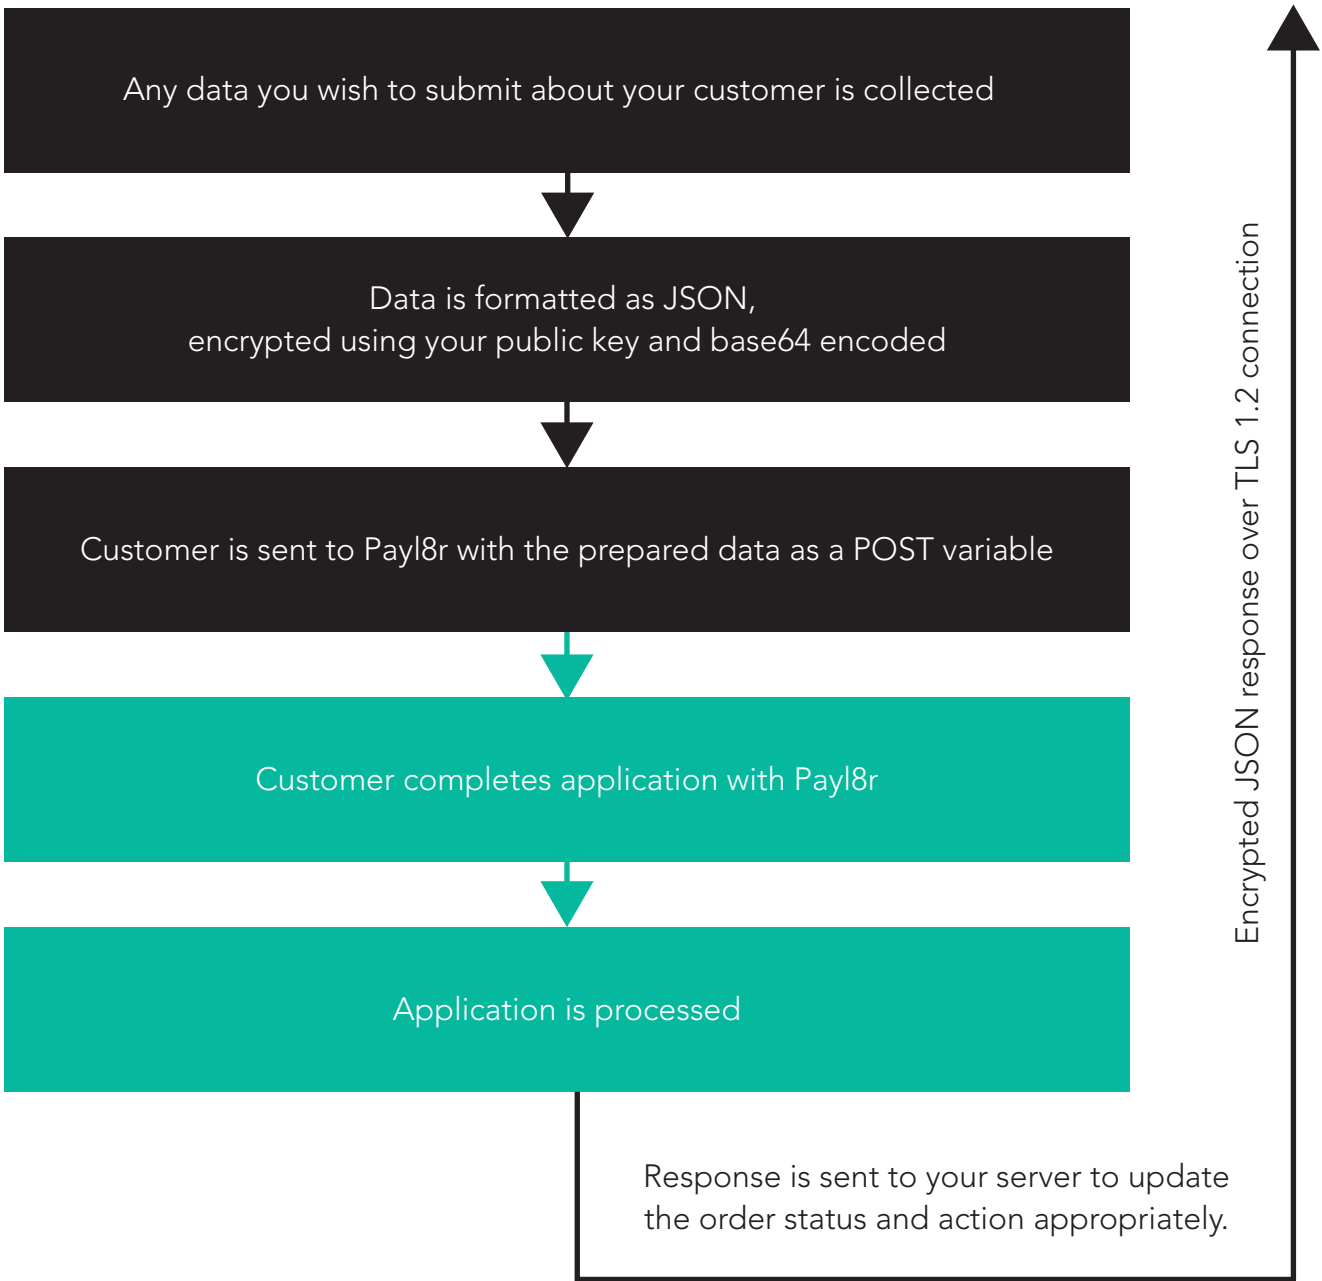 Any data you wish to submit about your customer is collected
Data is formatted as JSON,
encrypted using your public key and base64 encoded
Customer is sent to Payl8r with the prepared data as a POST variable
Customer completes application with Payl8r
Application is processed
Response is sent to your server to update
the order status and action appropriately.
Encrypted JSON response over TLS 1.2 connection